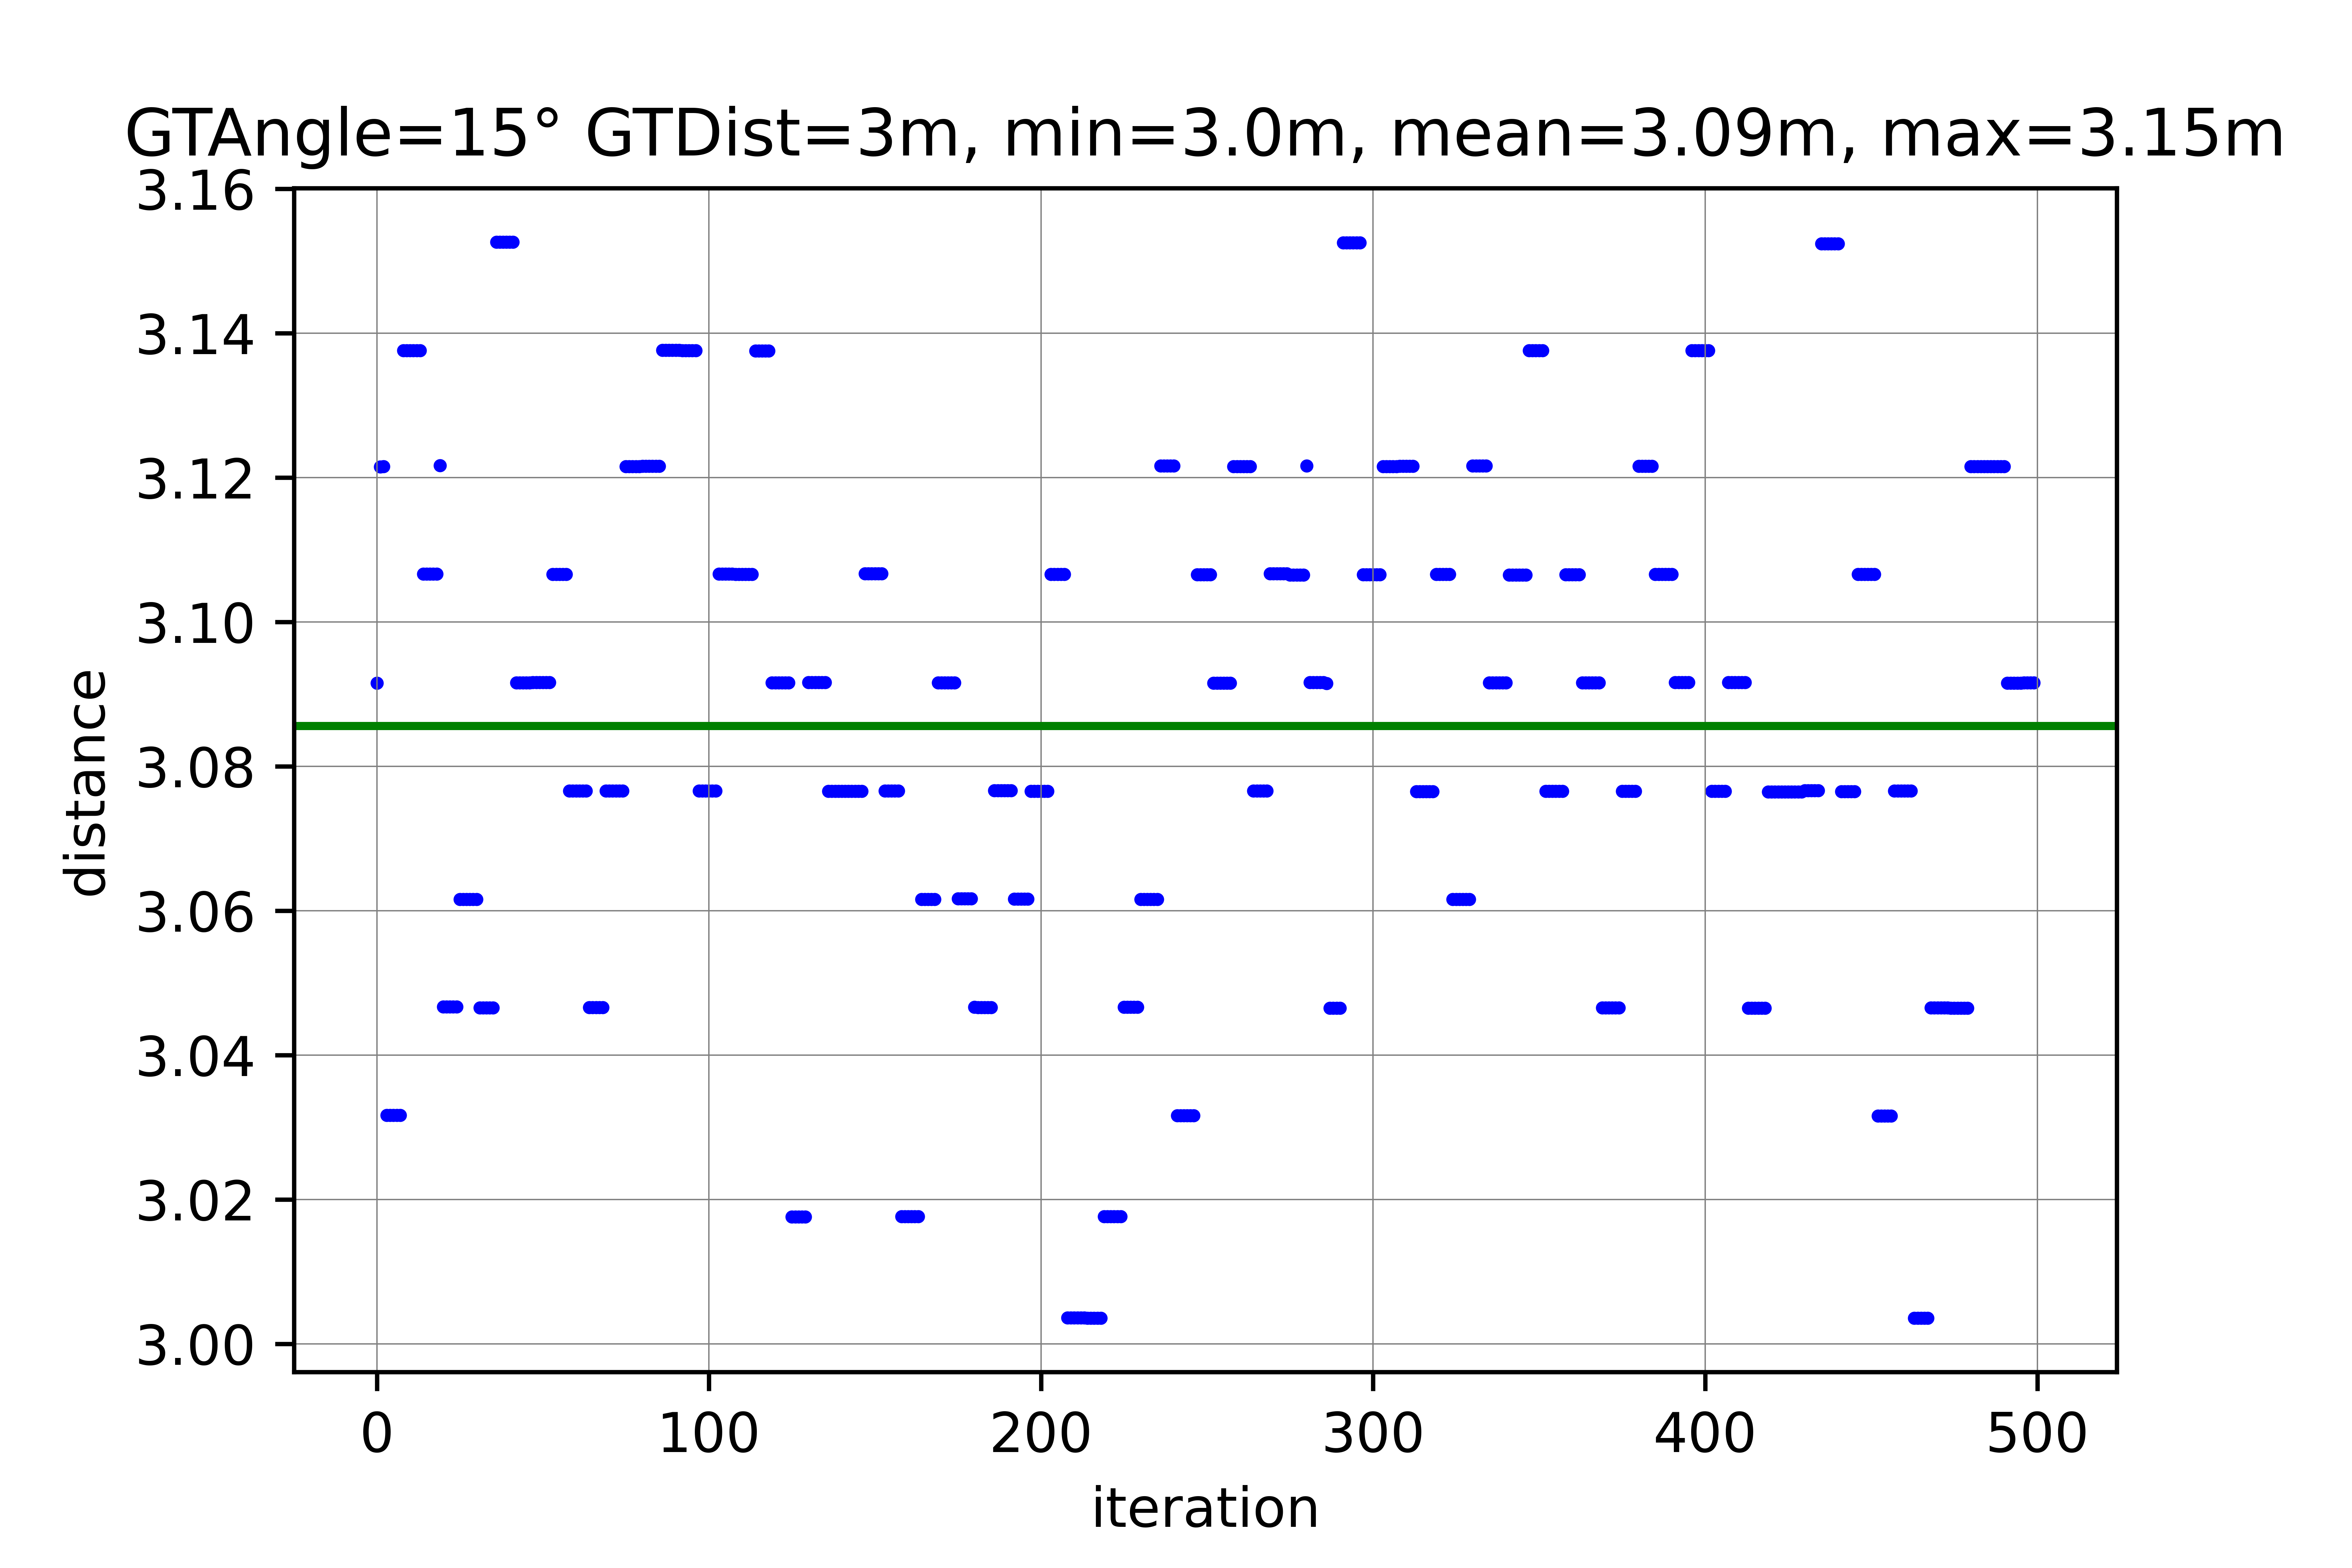 GTAngle=15° GTDist=3m, min=3.0m, mean=3.09m, max=3.15m
3.16
3.14
3.12
3.10
3.08
3.06
3.04
3.02
3.00
distance
0 100 200 300 400 500
iteration